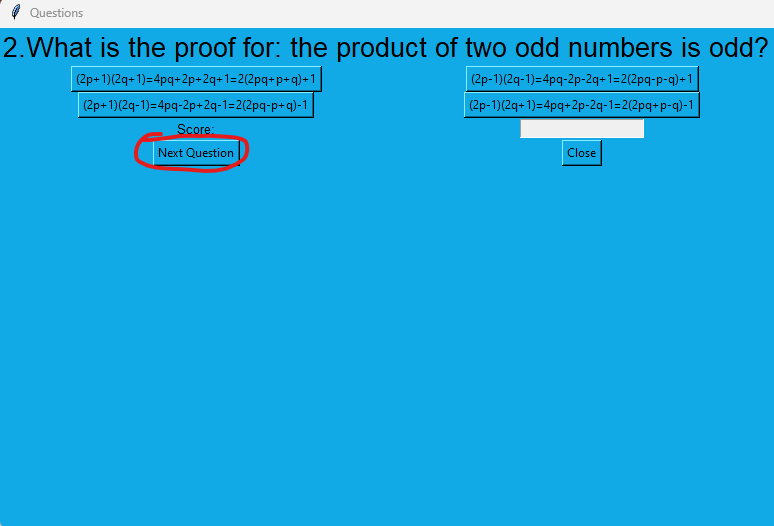 Questions
2.What is the proof for: the product of two odd numbers is odd?
(2p+1)(2q+1)=4pq+2p+2q+1=2(2pq+p+q)+1
(2p-1)(2q-1)=4pq-2p-2q+1=2(2pq-p-q)+1
(2p+1)(2q-1)=4pq-2p+2q-1=2(2pq-p+q)-1
(2p-1)(2q+1)=4pq+2p-2q-1=2(2pq+p-q)-1
Score:
Next Question
Close